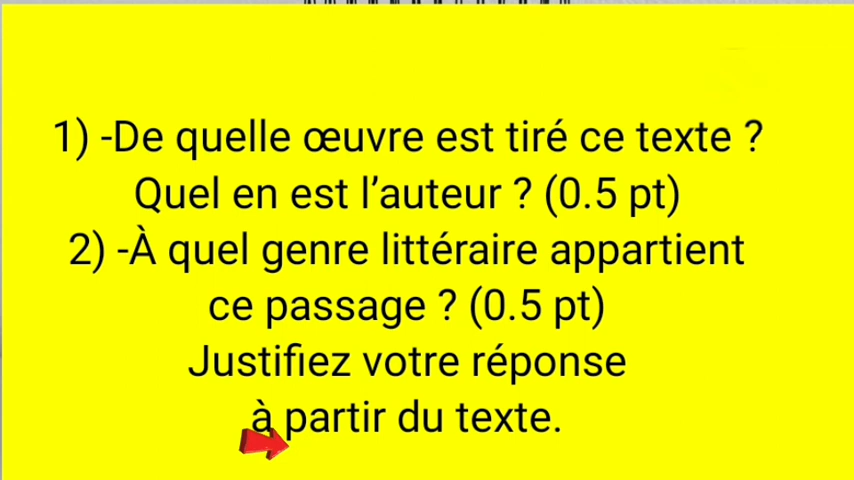 1) -De quelle œuvre est tiré ce texte ?
Quel en est l’auteur ? (0.5 pt)
2) -À quel genre littéraire appartient
ce passage ? (0.5 pt)
Justifiez votre réponse
à partir du texte.